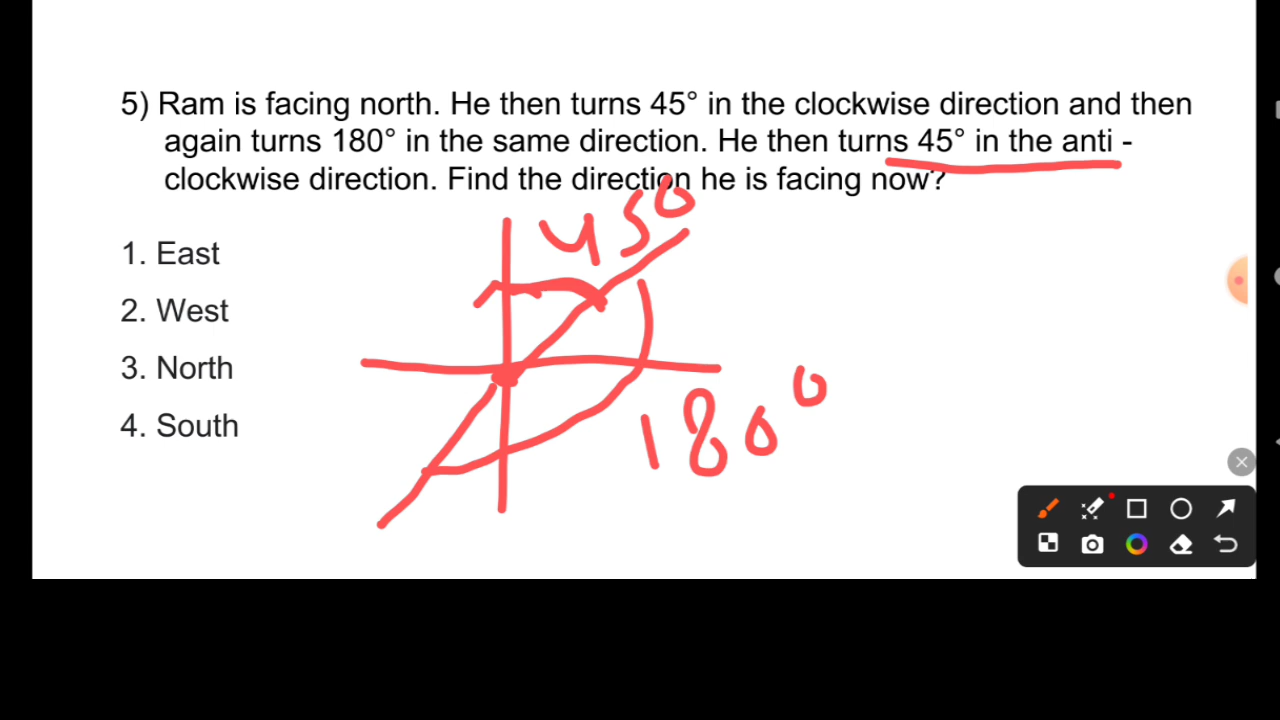 5) Ram is facing north. He then turns 45° in the clockwise direction and then
again turns 180° in the same direction. He then turns 45° in the anti -
clockwise direction. Find the direction he is facing now?
45°
1. East
2. West
3. North
180°
4. South